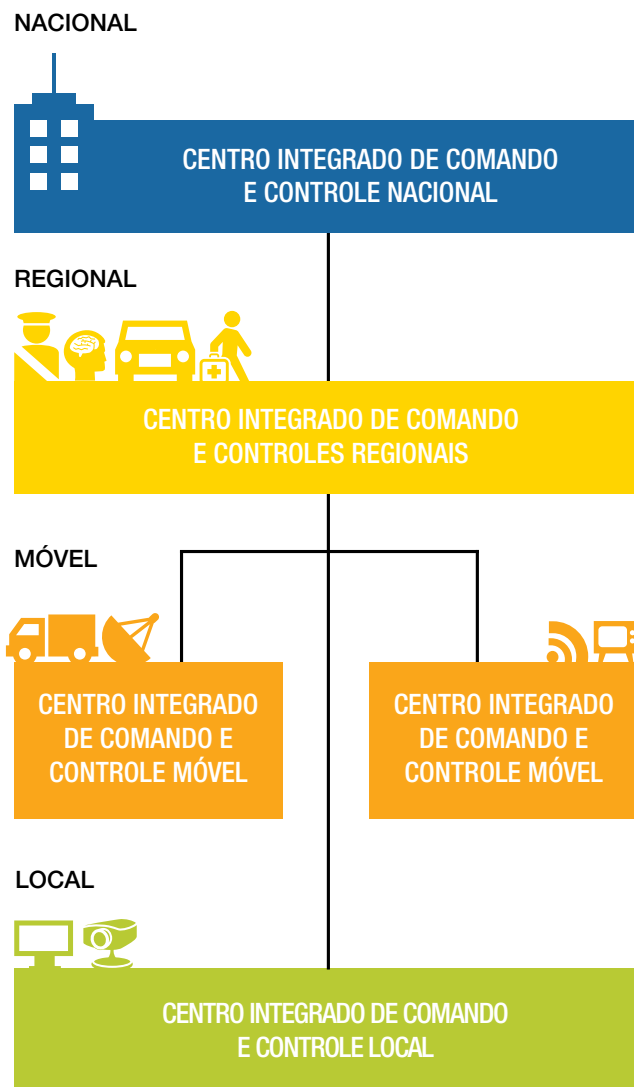 NACIONAL
CENTRO INTEGRADO DE COMANDO
E CONTROLE NACIONAL
REGIONAL
CENTRO INTEGRADO DE COMANDO
E CONTROLES REGIONAIS
MÓVEL
CENTRO INTEGRADO
DE COMANDO E
CONTROLE MÓVEL
CENTRO INTEGRADO
DE COMANDO E
CONTROLE MÓVEL
LOCAL
CENTRO INTEGRADO DE COMANDO
E CONTROLE LOCAL